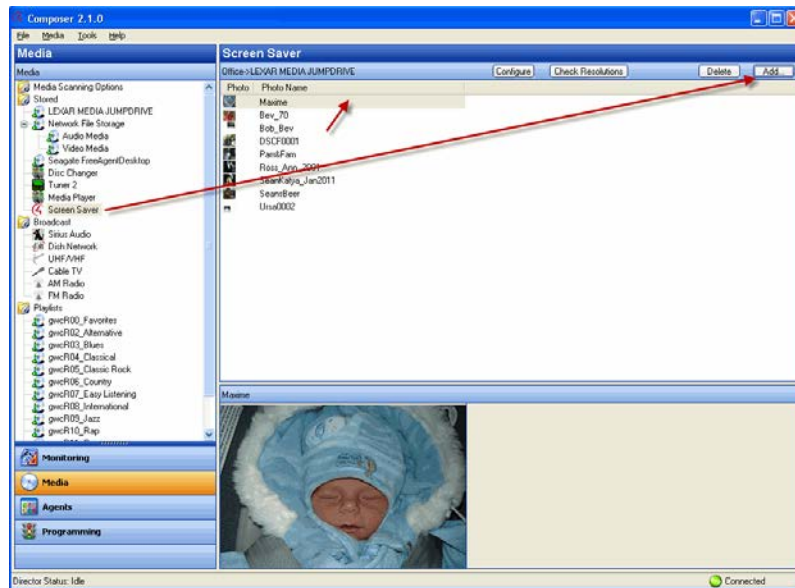 Composer 2.1.0
File Media Tools Help
Media
Screen Saver
Media
Office->LEXAR MEDIA JUMPDRIVE
Configure
Check Resolutions
Delete
Add...
Photo Photo Name
Media Scanning Options
Stored
LEXAR MEDIA JUMPDRIVE
Network File Storage
Audio Media
Video Media
Seagate FreeAgentDesktop
Disc Changer
Tuner 2
Media Player
Screen Saver
Broadcast
Sirius Audio
Dish Network
UHF/VHF
Cable TV
AM Radio
FM Radio
Playlists
gwcR00_Favorites
gwcR02_Alternative
gwcR03_Blues
gwcR04_Classical
gwcR05_Classic Rock
gwcR06_Country
gwcR07_Easy Listening
gwcR08_International
gwcR09_Jazz
gwcR10_Rap
Maxime
Bev_70
Bob_Bev
DSCF0001
Ross_Ann_2001
SeanKatya_Jan2011
SeansBeer
Ursa0002
Maxime
Monitoring
Media
Agents
Programming
Director Status: Idle
Connected